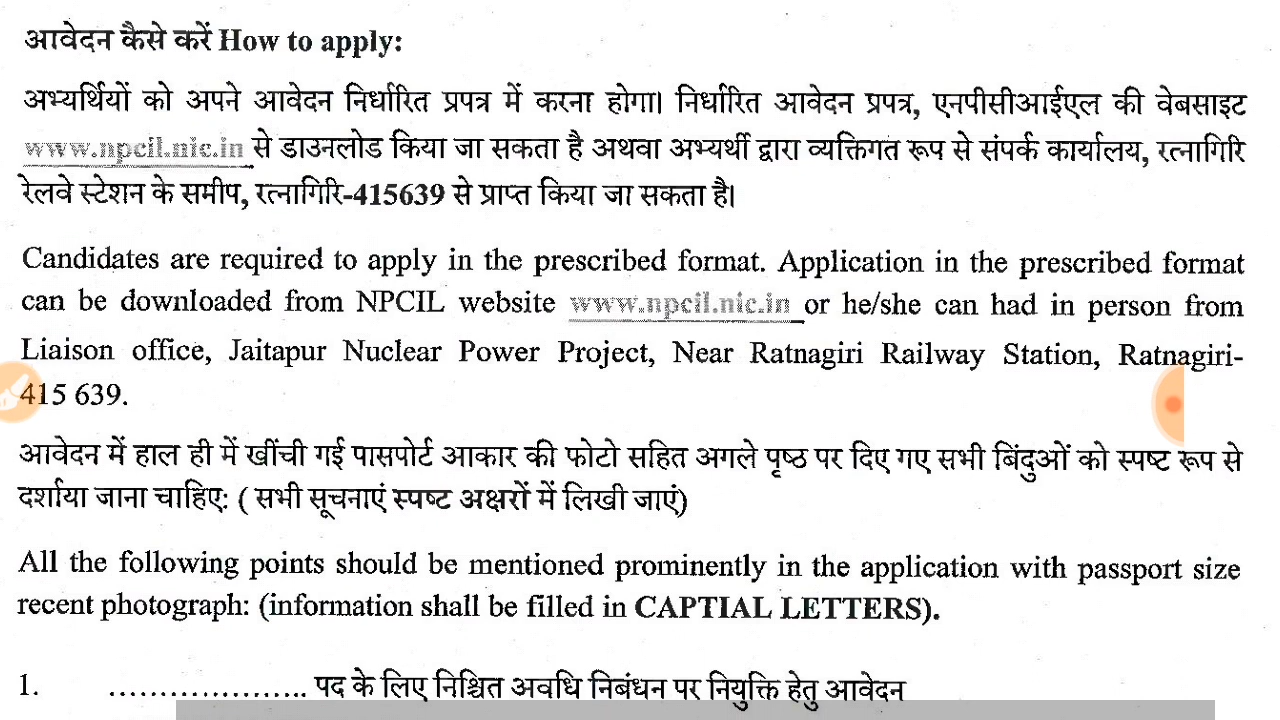 आवेदन कैसे करें How to apply:
अभ्यर्थियों को अपने आवेदन निर्धारित प्रपत्र में करना होगा। निर्धारित आवेदन प्रपत्र, एनपीसीआईएल की वेबसाइट
www.npcil.nic.in से डाउनलोड किया जा सकता है अथवा अभ्यर्थी द्वारा व्यक्तिगत रूप से संपर्क कार्यालय, रत्नागिरि
रेलवे स्टेशन के समीप, रत्नागिरि-415639 से प्राप्त किया जा सकता है।
Candidates are required to apply in the prescribed format. Application in the prescribed format
can be downloaded from NPCIL website www.npcil.nic.in or he/she can had in person from
Liaison office, Jaitapur Nuclear Power Project, Near Ratnagiri Railway Station, Ratnagiri-
415 639.
आवेदन में हाल ही में खींची गई पासपोर्ट आकार की फोटो सहित अगले पृष्ठ पर दिए गए सभी बिंदुओं को स्पष्ट रूप से
दर्शाया जाना चाहिए: ( सभी सूचनाएं स्पष्ट अक्षरों में लिखी जाएं)
All the following points should be mentioned prominently in the application with passport size
recent photograph: (information shall be filled in CAPTIAL LETTERS).
1. .................... पद के लिए निश्चित अवधि निबंधन पर नियुक्ति हेतु आवेदन